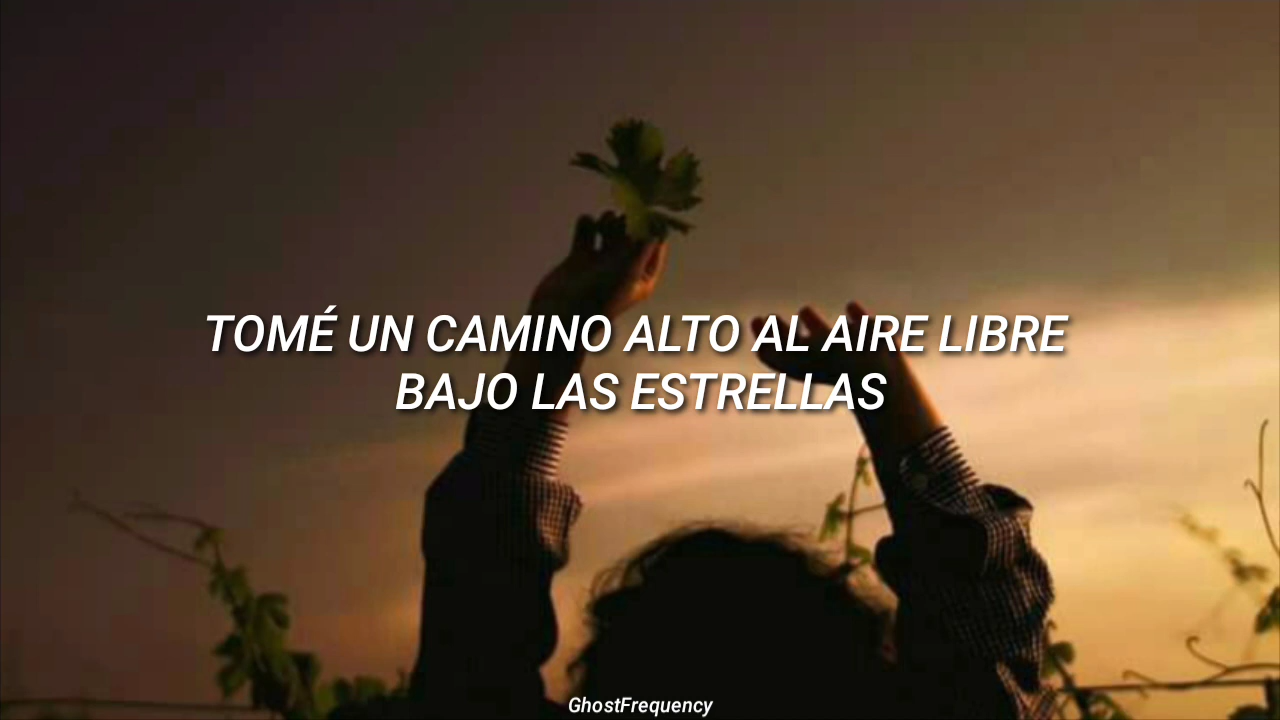 TOMÉ UN CAMINO ALTO AL AIRE LIBRE
BAJO LAS ESTRELLAS
GhostFrequency